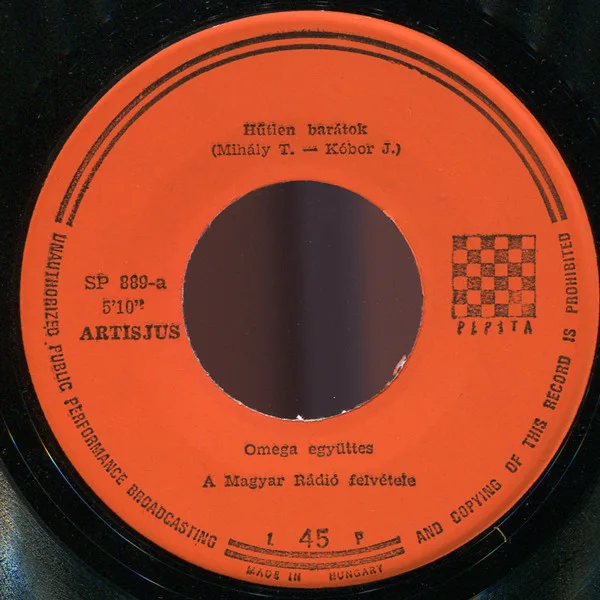 Hűtlen barátok
(Mihály T. — Kóbor J.)
SP 889-a
5'10"
ARTISJUS
PEPITA
Omega együttes
A Magyar Rádió felvétele
1 45 P
MADE IN HUNGARY
UNAUTHORIZED PUBLIC PERFORMANCE BROADCASTING AND COPYING OF THIS RECORD IS PROHIBITED